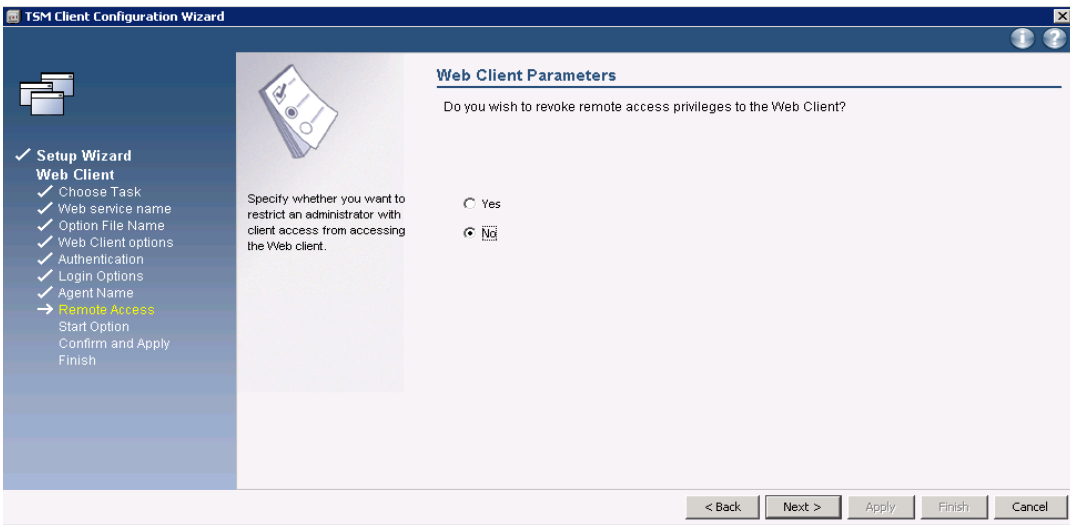 TSM Client Configuration Wizard
Setup Wizard
Web Client
Choose Task
Web service name
Option File Name
Web Client options
Authentication
Login Options
Agent Name
Remote Access
Start Option
Confirm and Apply
Finish
Specify whether you want to
restrict an administrator with
client access from accessing
the Web client.
Web Client Parameters
Do you wish to revoke remote access privileges to the Web Client?
Yes
No
< Back
Next >
Apply
Finish
Cancel